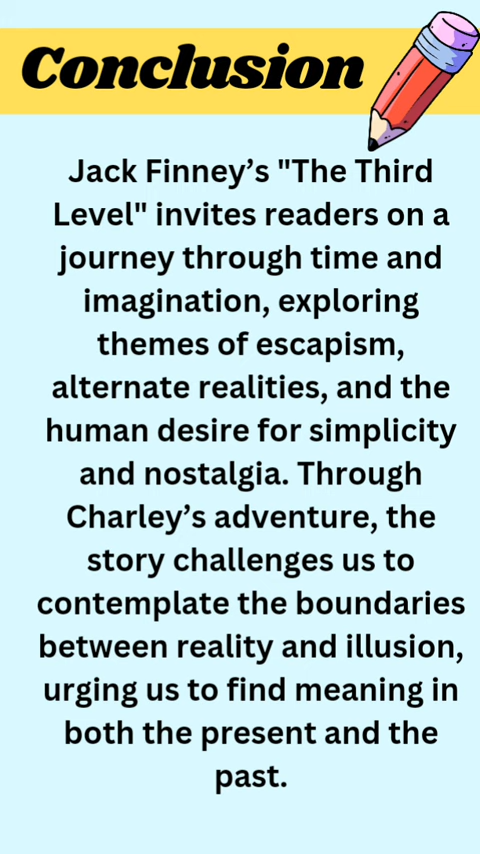 Conclusion
Jack Finney’s "The Third
Level" invites readers on a
journey through time and
imagination, exploring
themes of escapism,
alternate realities, and the
human desire for simplicity
and nostalgia. Through
Charley’s adventure, the
story challenges us to
contemplate the boundaries
between reality and illusion,
urging us to find meaning in
both the present and the
past.